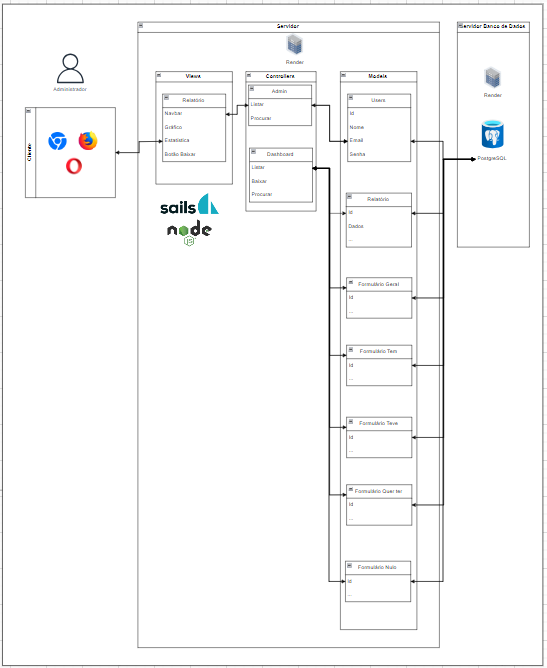 Administrador
Cliente
Servidor
Render
Views
Relatório
Navbar
Gráfico
Estatística
Botão Baixar
sails
node
JS
Controllers
Admin
Listar
Procurar
Dashboard
Listar
Baixar
Procurar
Models
Users
Id
Nome
Email
Senha
Relatório
Id
Dados
...
Formulário Geral
Id
...
Formulário Tem
Id
...
Formulário Teve
Id
...
Formulário Quer ter
Id
...
Formulário Nulo
Id
...
Servidor Banco de Dados
Render
PostgreSQL